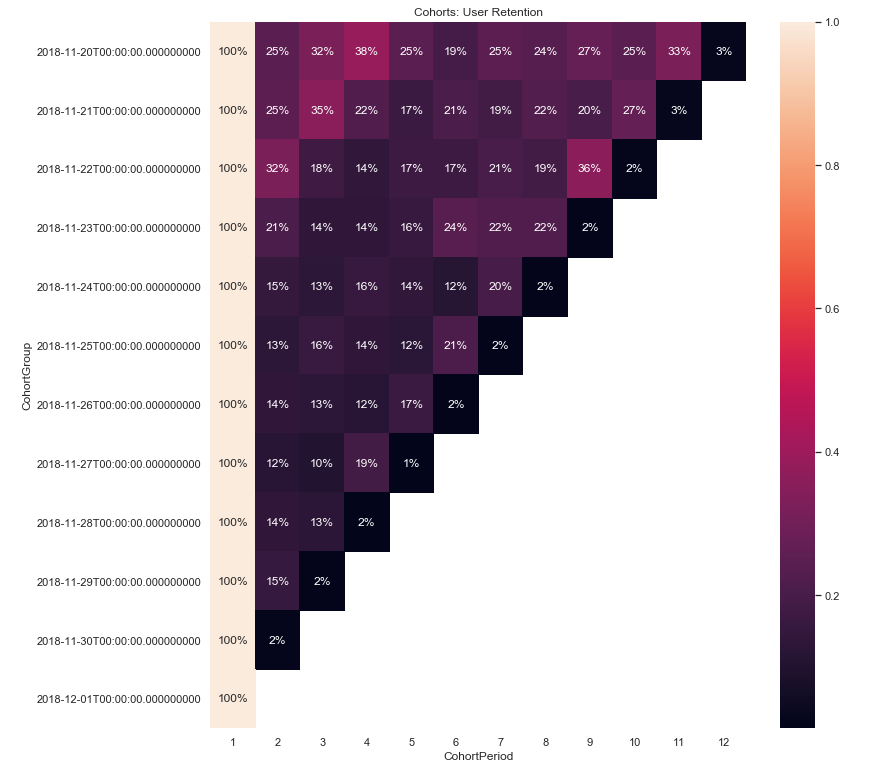 Cohorts: User Retention
2018-11-20T00:00:00.000000000 100% 25% 32% 38% 25% 19% 25% 24% 27% 25% 33% 3%
2018-11-21T00:00:00.000000000 100% 25% 35% 22% 17% 21% 19% 22% 20% 27% 3%
2018-11-22T00:00:00.000000000 100% 32% 18% 14% 17% 17% 21% 19% 36% 2%
2018-11-23T00:00:00.000000000 100% 21% 14% 14% 16% 24% 22% 22% 2%
2018-11-24T00:00:00.000000000 100% 15% 13% 16% 14% 12% 20% 2%
2018-11-25T00:00:00.000000000 100% 13% 16% 14% 12% 21% 2%
2018-11-26T00:00:00.000000000 100% 14% 13% 12% 17% 2%
2018-11-27T00:00:00.000000000 100% 12% 10% 19% 1%
2018-11-28T00:00:00.000000000 100% 14% 13% 2%
2018-11-29T00:00:00.000000000 100% 15% 2%
2018-11-30T00:00:00.000000000 100% 2%
2018-12-01T00:00:00.000000000 100%
1 2 3 4 5 6 7 8 9 10 11 12
CohortPeriod
CohortGroup
1.0
0.8
0.6
0.4
0.2